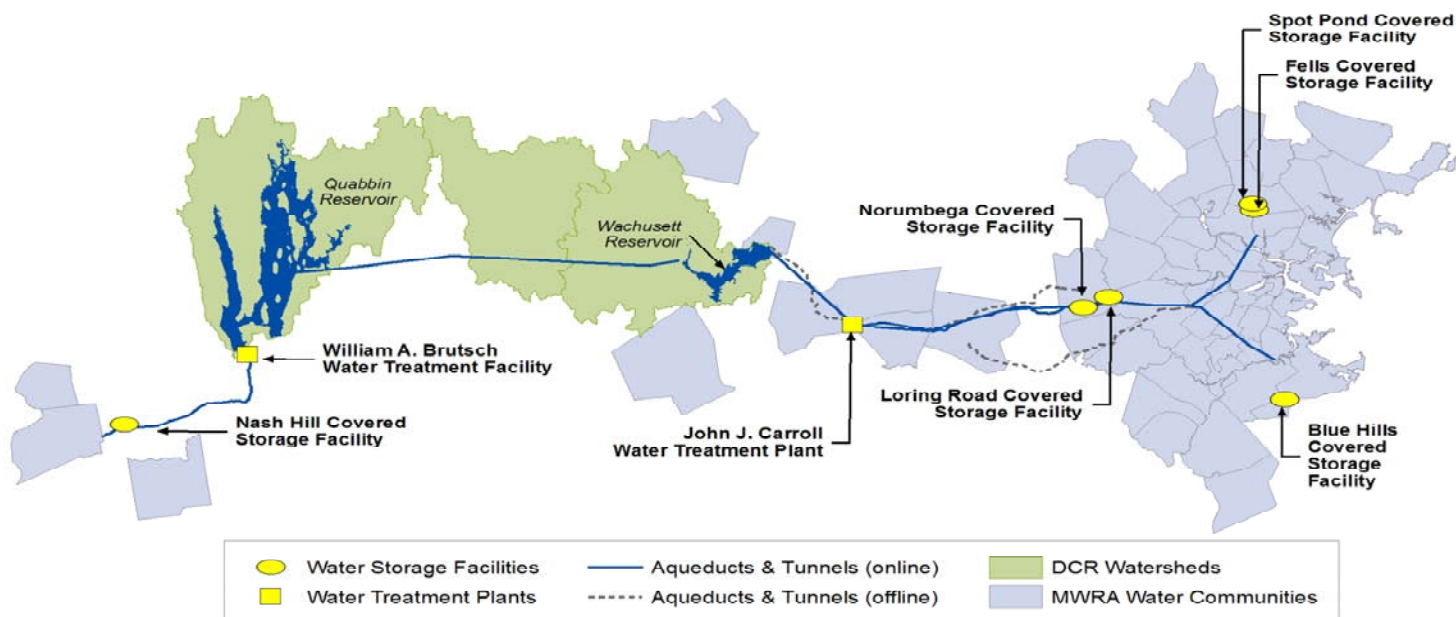 Spot Pond Covered
Storage Facility
Fells Covered
Storage Facility
Quabbin
Reservoir
Wachusett
Reservoir
Norumbega Covered
Storage Facility
William A. Brutsch
Water Treatment Facility
Nash Hill Covered
Storage Facility
John J. Carroll
Water Treatment Plant
Loring Road Covered
Storage Facility
Blue Hills
Covered
Storage
Facility
Water Storage Facilities
Aqueducts & Tunnels (online)
DCR Watersheds
Water Treatment Plants
Aqueducts & Tunnels (offline)
MWRA Water Communities